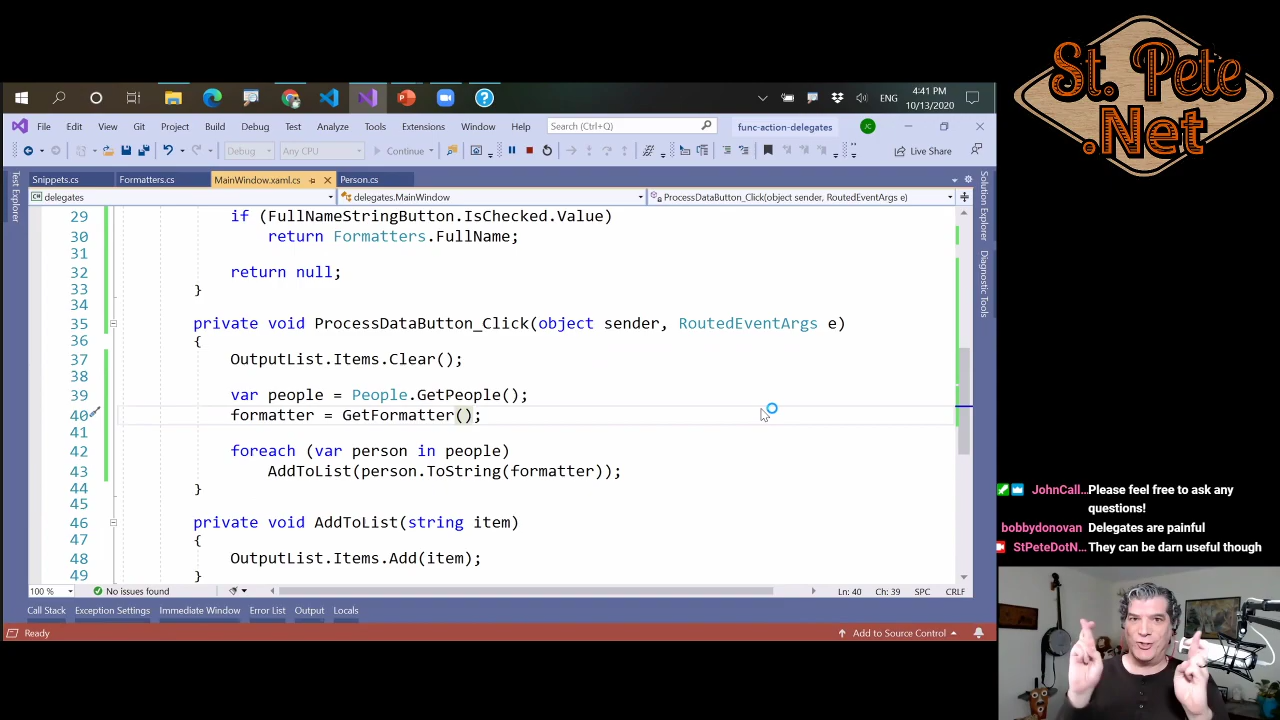 St. Pete
.Net
4:41 PM
ENG
10/13/2020
File Edit View Git Project Build Debug Test Analyze Tools Extensions Window Help Search (Ctrl+Q) func-action-delegates JC
Debug Any CPU Continue Live Share
Snippets.cs Formatters.cs MainWindow.xaml.cs Person.cs
delegates delegates.MainWindow ProcessDataButton_Click(object sender, RoutedEventArgs e)
Test Explorer
Solution Explorer
Diagnostic Tools
29 if (FullNameStringButton.IsChecked.Value)
30 return Formatters.FullName;
31
32 return null;
33 }
34
35 private void ProcessDataButton_Click(object sender, RoutedEventArgs e)
36 {
37 OutputList.Items.Clear();
38
39 var people = People.GetPeople();
40 formatter = GetFormatter();
41
42 foreach (var person in people)
43 AddToList(person.ToString(formatter));
44 }
45
46 private void AddToList(string item)
47 {
48 OutputList.Items.Add(item);
49 }
100 % No issues found Ln: 40 Ch: 39 SPC CRLF
Call Stack Exception Settings Immediate Window Error List Output Locals
Ready Add to Source Control
JohnCall... Please feel free to ask any
questions!
bobbydonovan Delegates are painful
StPeteDotN... They can be darn useful though